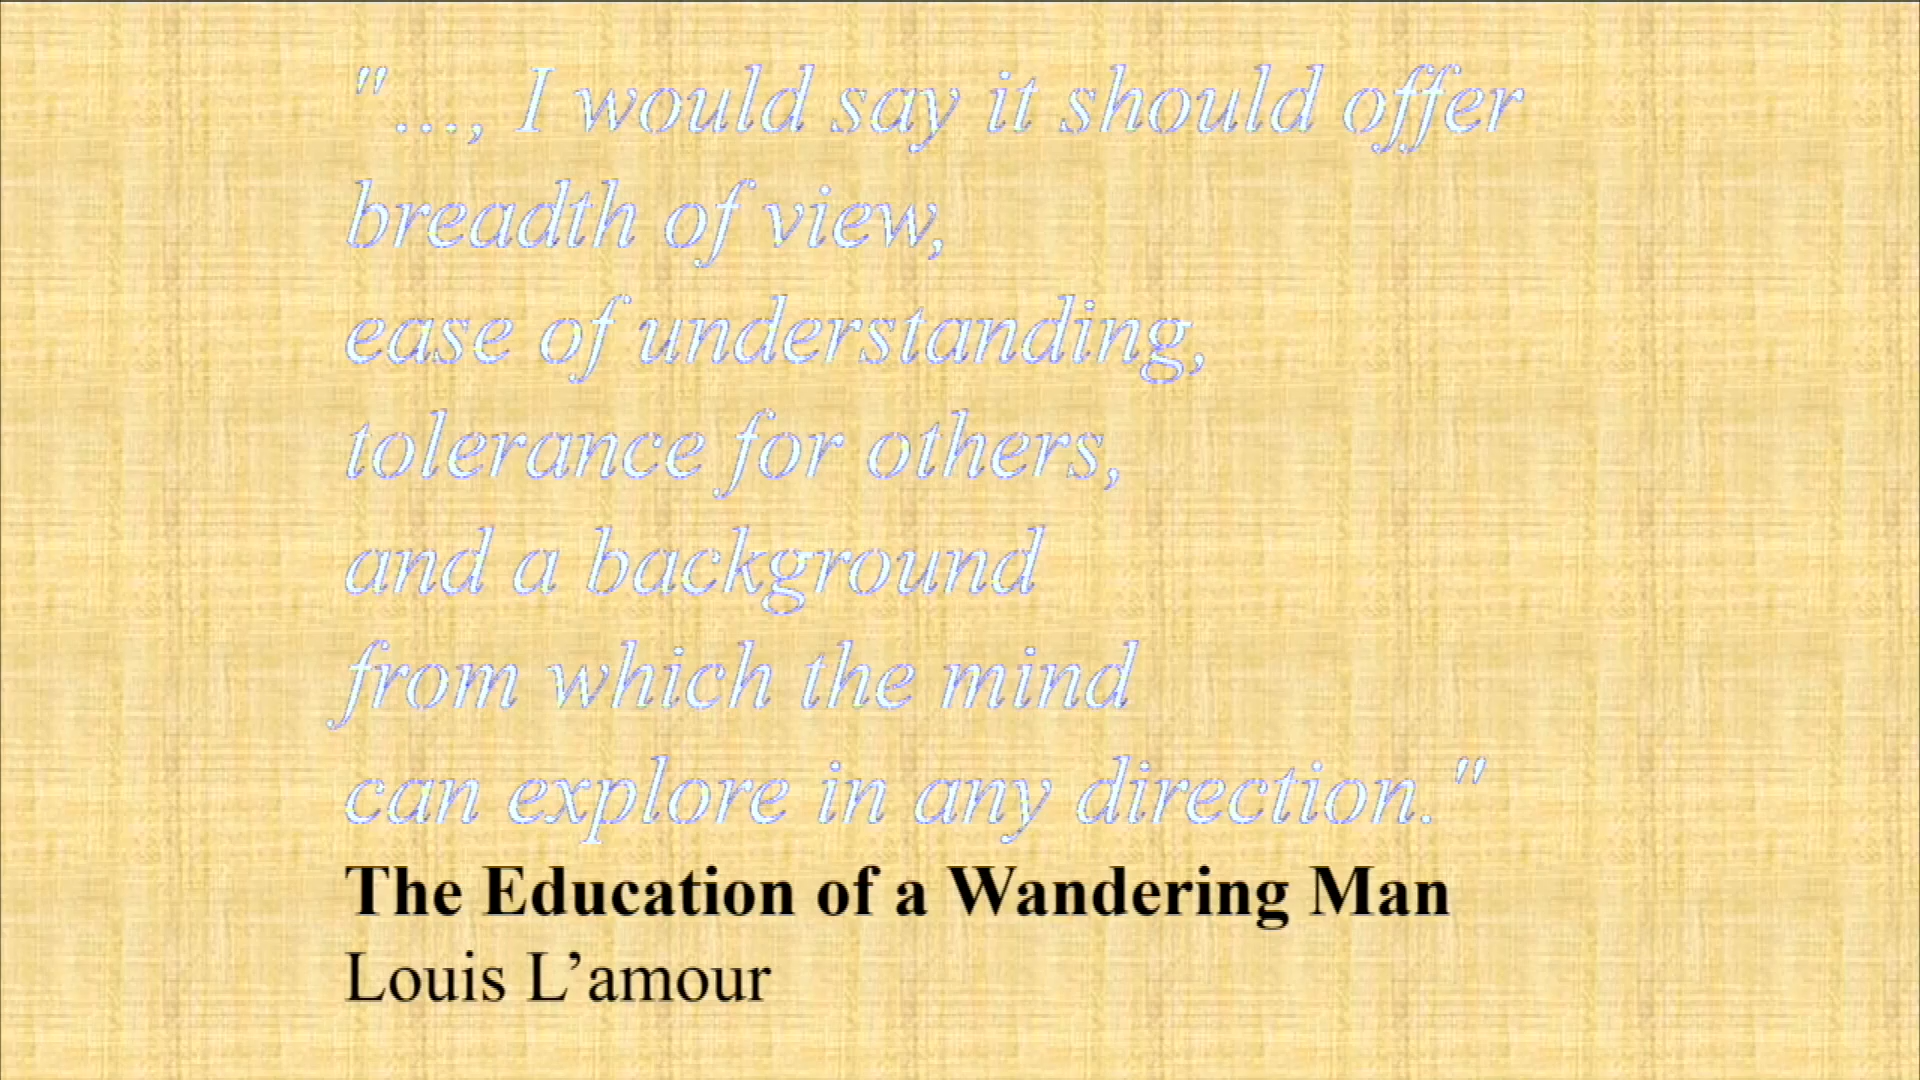 "..., I would say it should offer
breadth of view,
ease of understanding,
tolerance for others,
and a background
from which the mind
can explore in any direction."
The Education of a Wandering Man
Louis L’amour